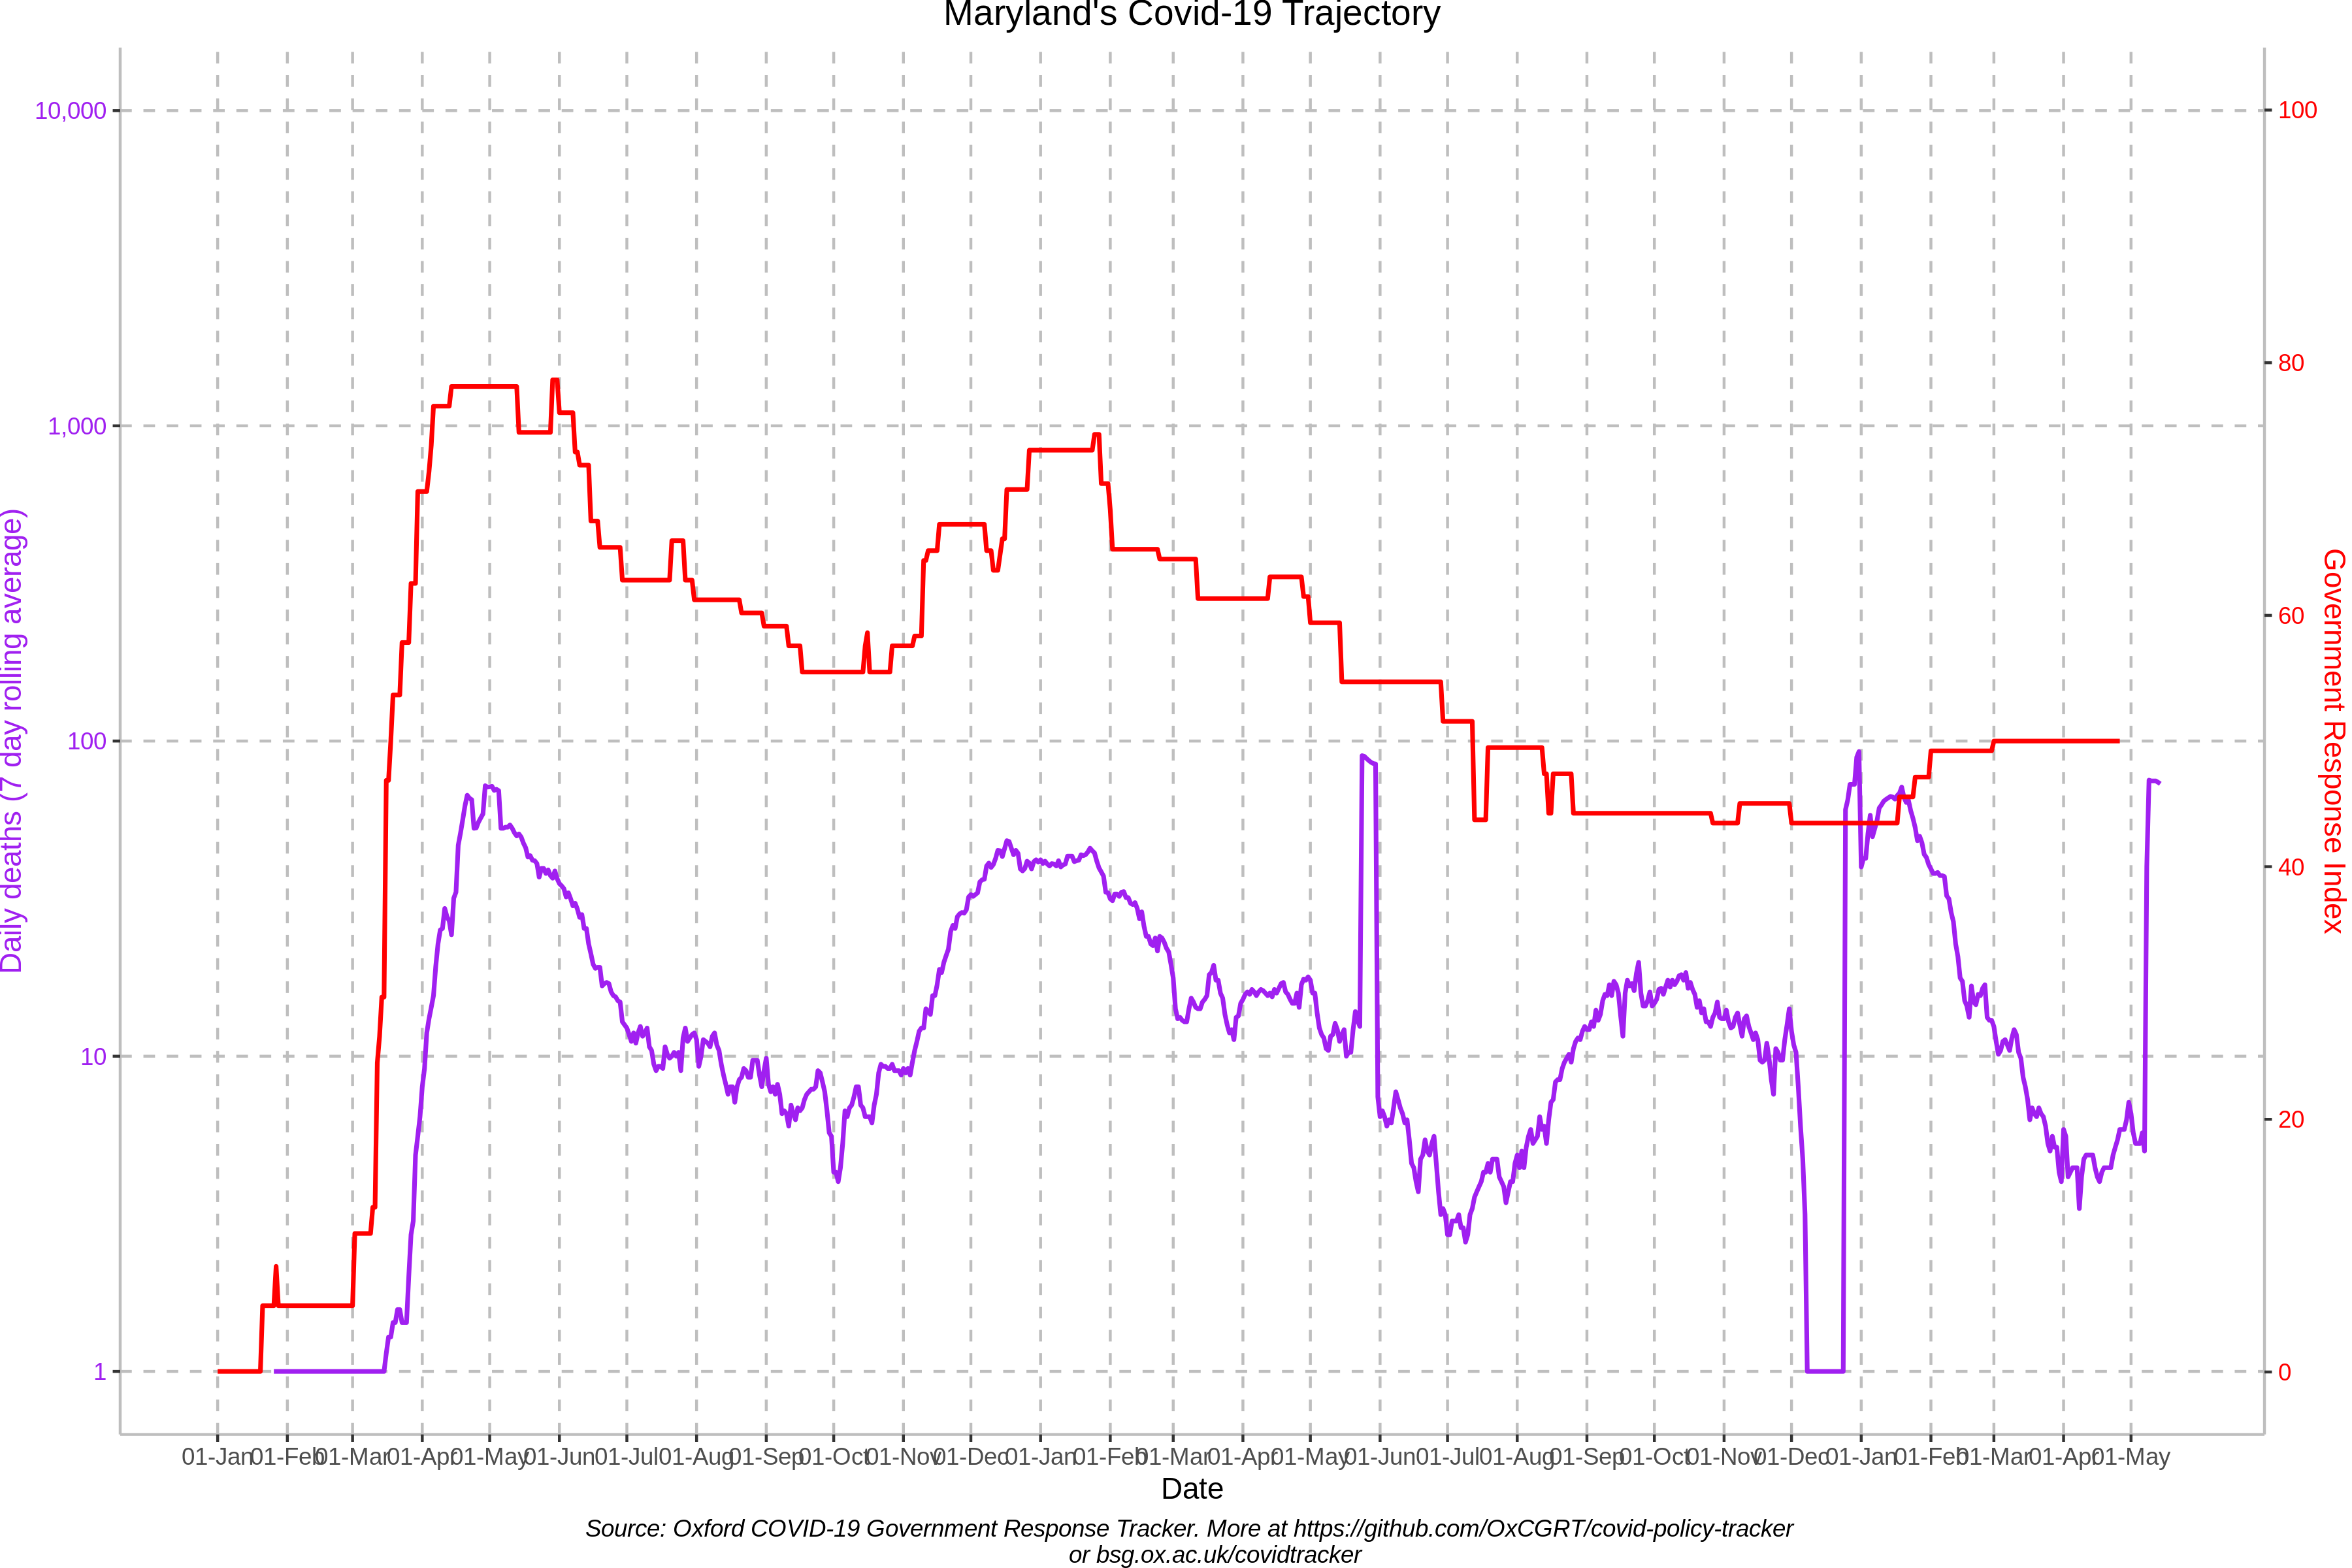 Maryland's Covid-19 Trajectory
10,000
1,000
100
10
1
Daily deaths (7 day rolling average)
100
80
60
40
20
0
Government Response Index
01-Jan 01-Feb 01-Mar 01-Apr 01-May 01-Jun 01-Jul 01-Aug 01-Sep 01-Oct 01-Nov 01-Dec 01-Jan 01-Feb 01-Mar 01-Apr 01-May 01-Jun 01-Jul 01-Aug 01-Sep 01-Oct 01-Nov 01-Dec 01-Jan 01-Feb 01-Mar 01-Apr 01-May
Date
Source: Oxford COVID-19 Government Response Tracker. More at https://github.com/OxCGRT/covid-policy-tracker
or bsg.ox.ac.uk/covidtracker